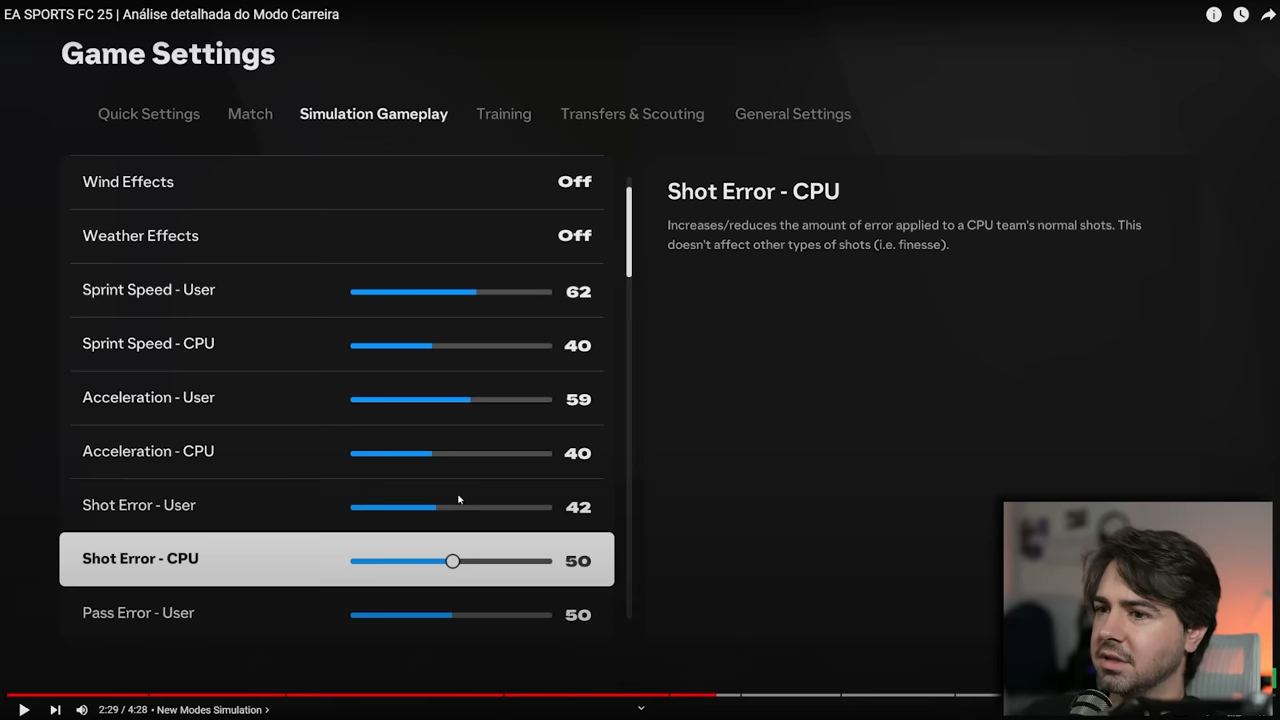 EA SPORTS FC 25 | Análise detalhada do Modo Carreira
Game Settings
Quick Settings Match Simulation Gameplay Training Transfers & Scouting General Settings
Wind Effects Off
Weather Effects Off
Sprint Speed - User 62
Sprint Speed - CPU 40
Acceleration - User 59
Acceleration - CPU 40
Shot Error - User 42
Shot Error - CPU 50
Pass Error - User 50
Shot Error - CPU
Increases/reduces the amount of error applied to a CPU team's normal shots. This
doesn't affect other types of shots (i.e. finesse).
2:29 / 4:28 • New Modes Simulation >